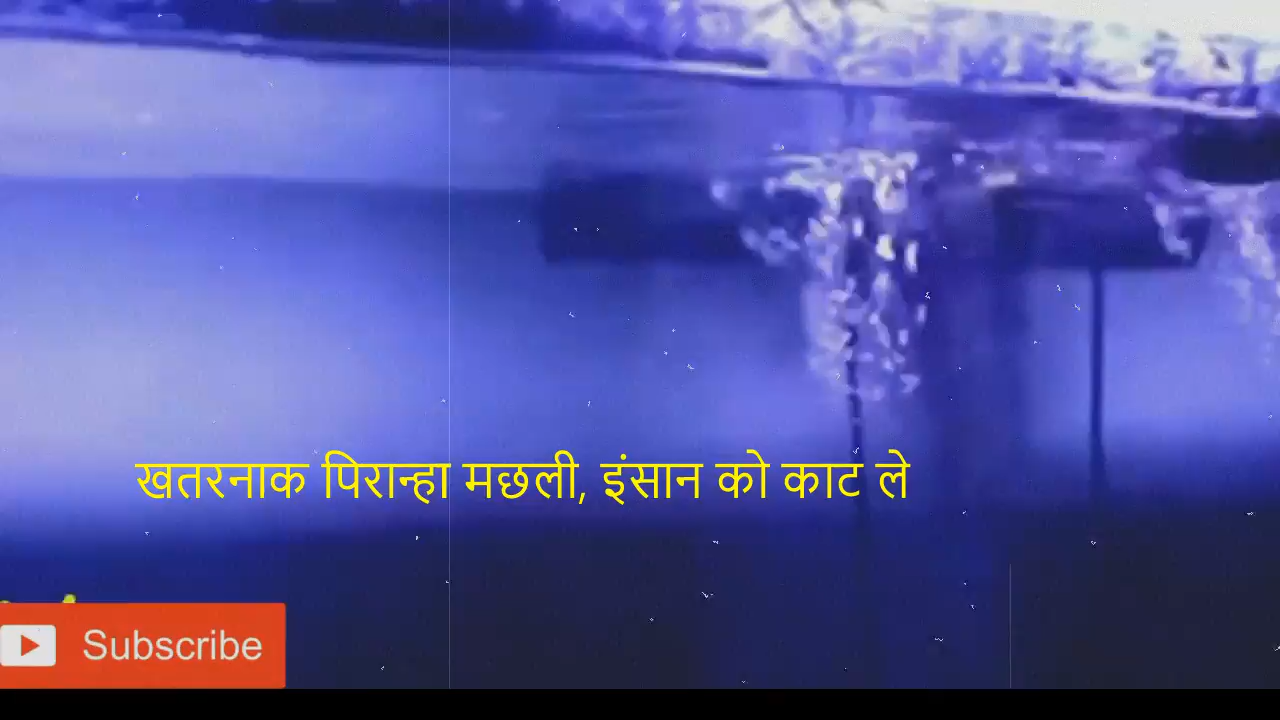 खतरनाक पिरान्हा मछली, इंसान को काट ले
Subscribe